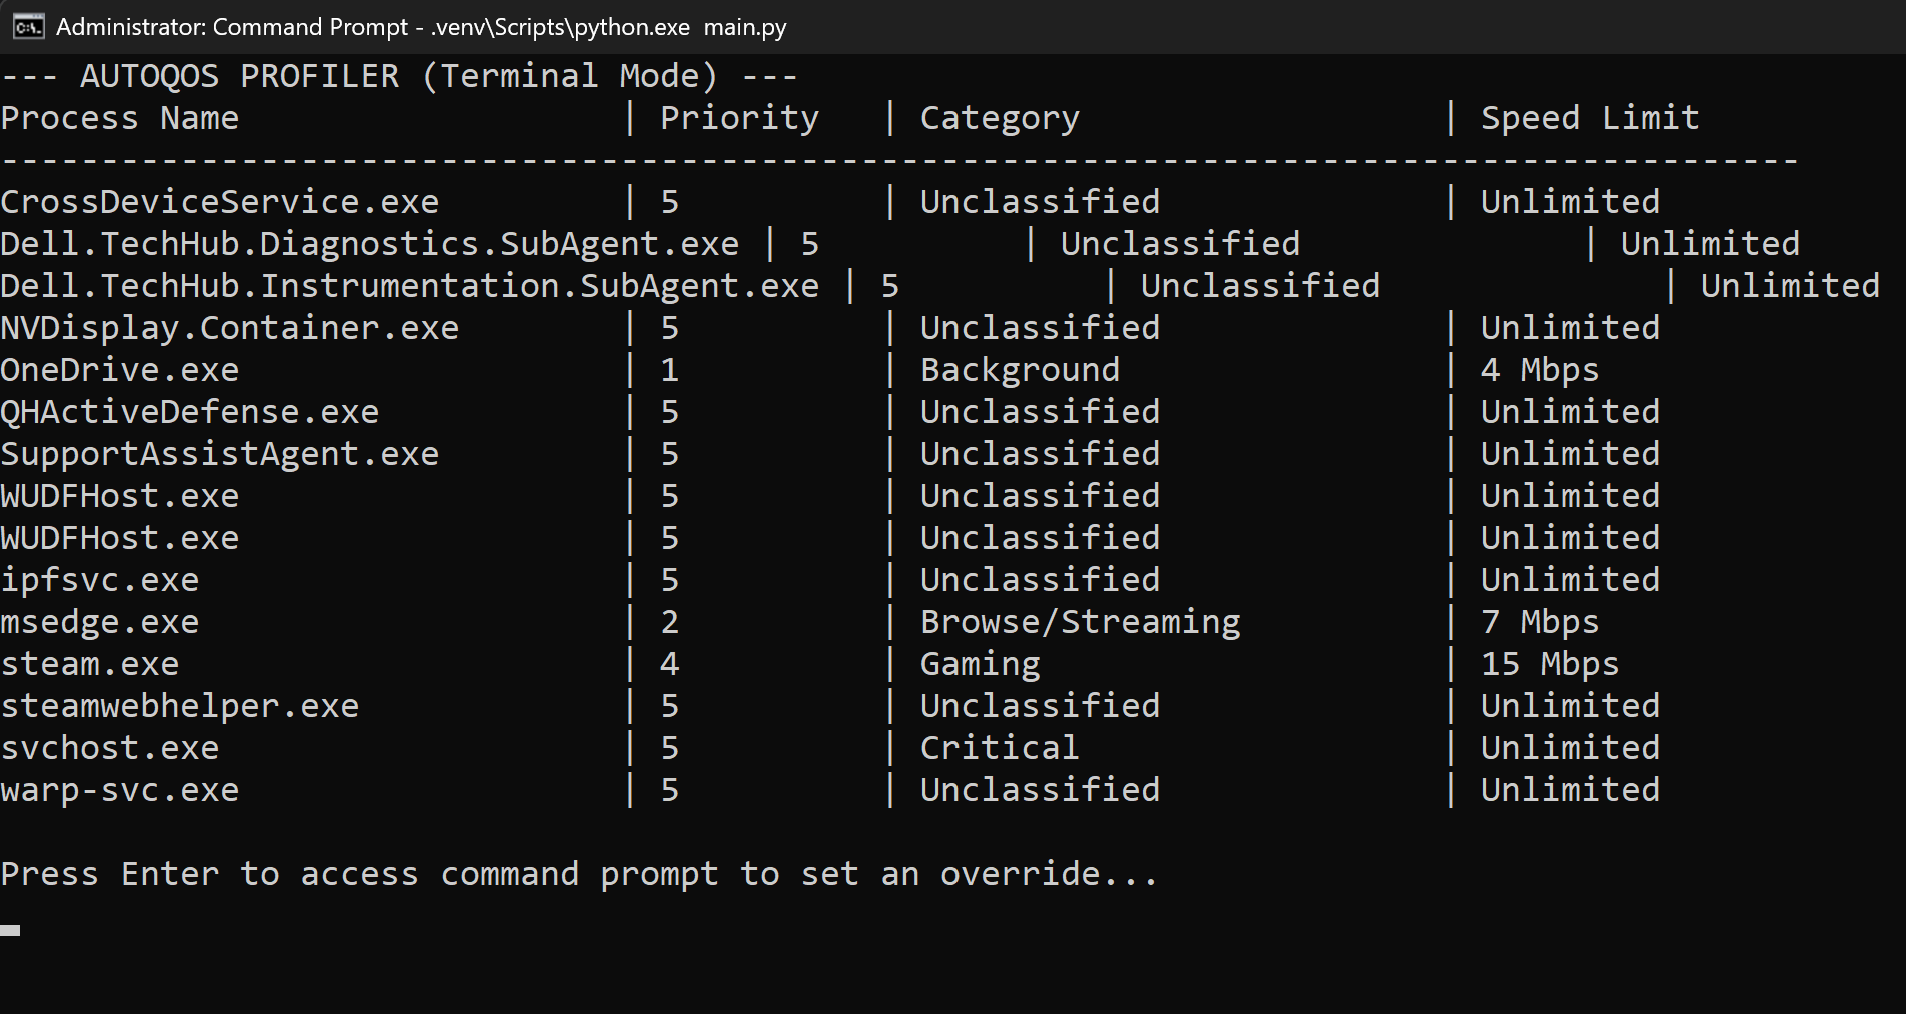 Administrator: Command Prompt - .venv\Scripts\python.exe  main.py
--- AUTOQOS PROFILER (Terminal Mode) ---
Process Name                   | Priority   | Category                  | Speed Limit
------------------------------------------------------------------------------------------
CrossDeviceService.exe         | 5          | Unclassified              | Unlimited
Dell.TechHub.Diagnostics.SubAgent.exe | 5          | Unclassified              | Unlimited
Dell.TechHub.Instrumentation.SubAgent.exe | 5          | Unclassified              | Unlimited
NVDisplay.Container.exe        | 5          | Unclassified              | Unlimited
OneDrive.exe                   | 1          | Background                | 4 Mbps
QHActiveDefense.exe            | 5          | Unclassified              | Unlimited
SupportAssistAgent.exe         | 5          | Unclassified              | Unlimited
WUDFHost.exe                   | 5          | Unclassified              | Unlimited
WUDFHost.exe                   | 5          | Unclassified              | Unlimited
ipfsvc.exe                     | 5          | Unclassified              | Unlimited
msedge.exe                     | 2          | Browse/Streaming          | 7 Mbps
steam.exe                      | 4          | Gaming                    | 15 Mbps
steamwebhelper.exe             | 5          | Unclassified              | Unlimited
svchost.exe                    | 5          | Critical                  | Unlimited
warp-svc.exe                   | 5          | Unclassified              | Unlimited
Press Enter to access command prompt to set an override...